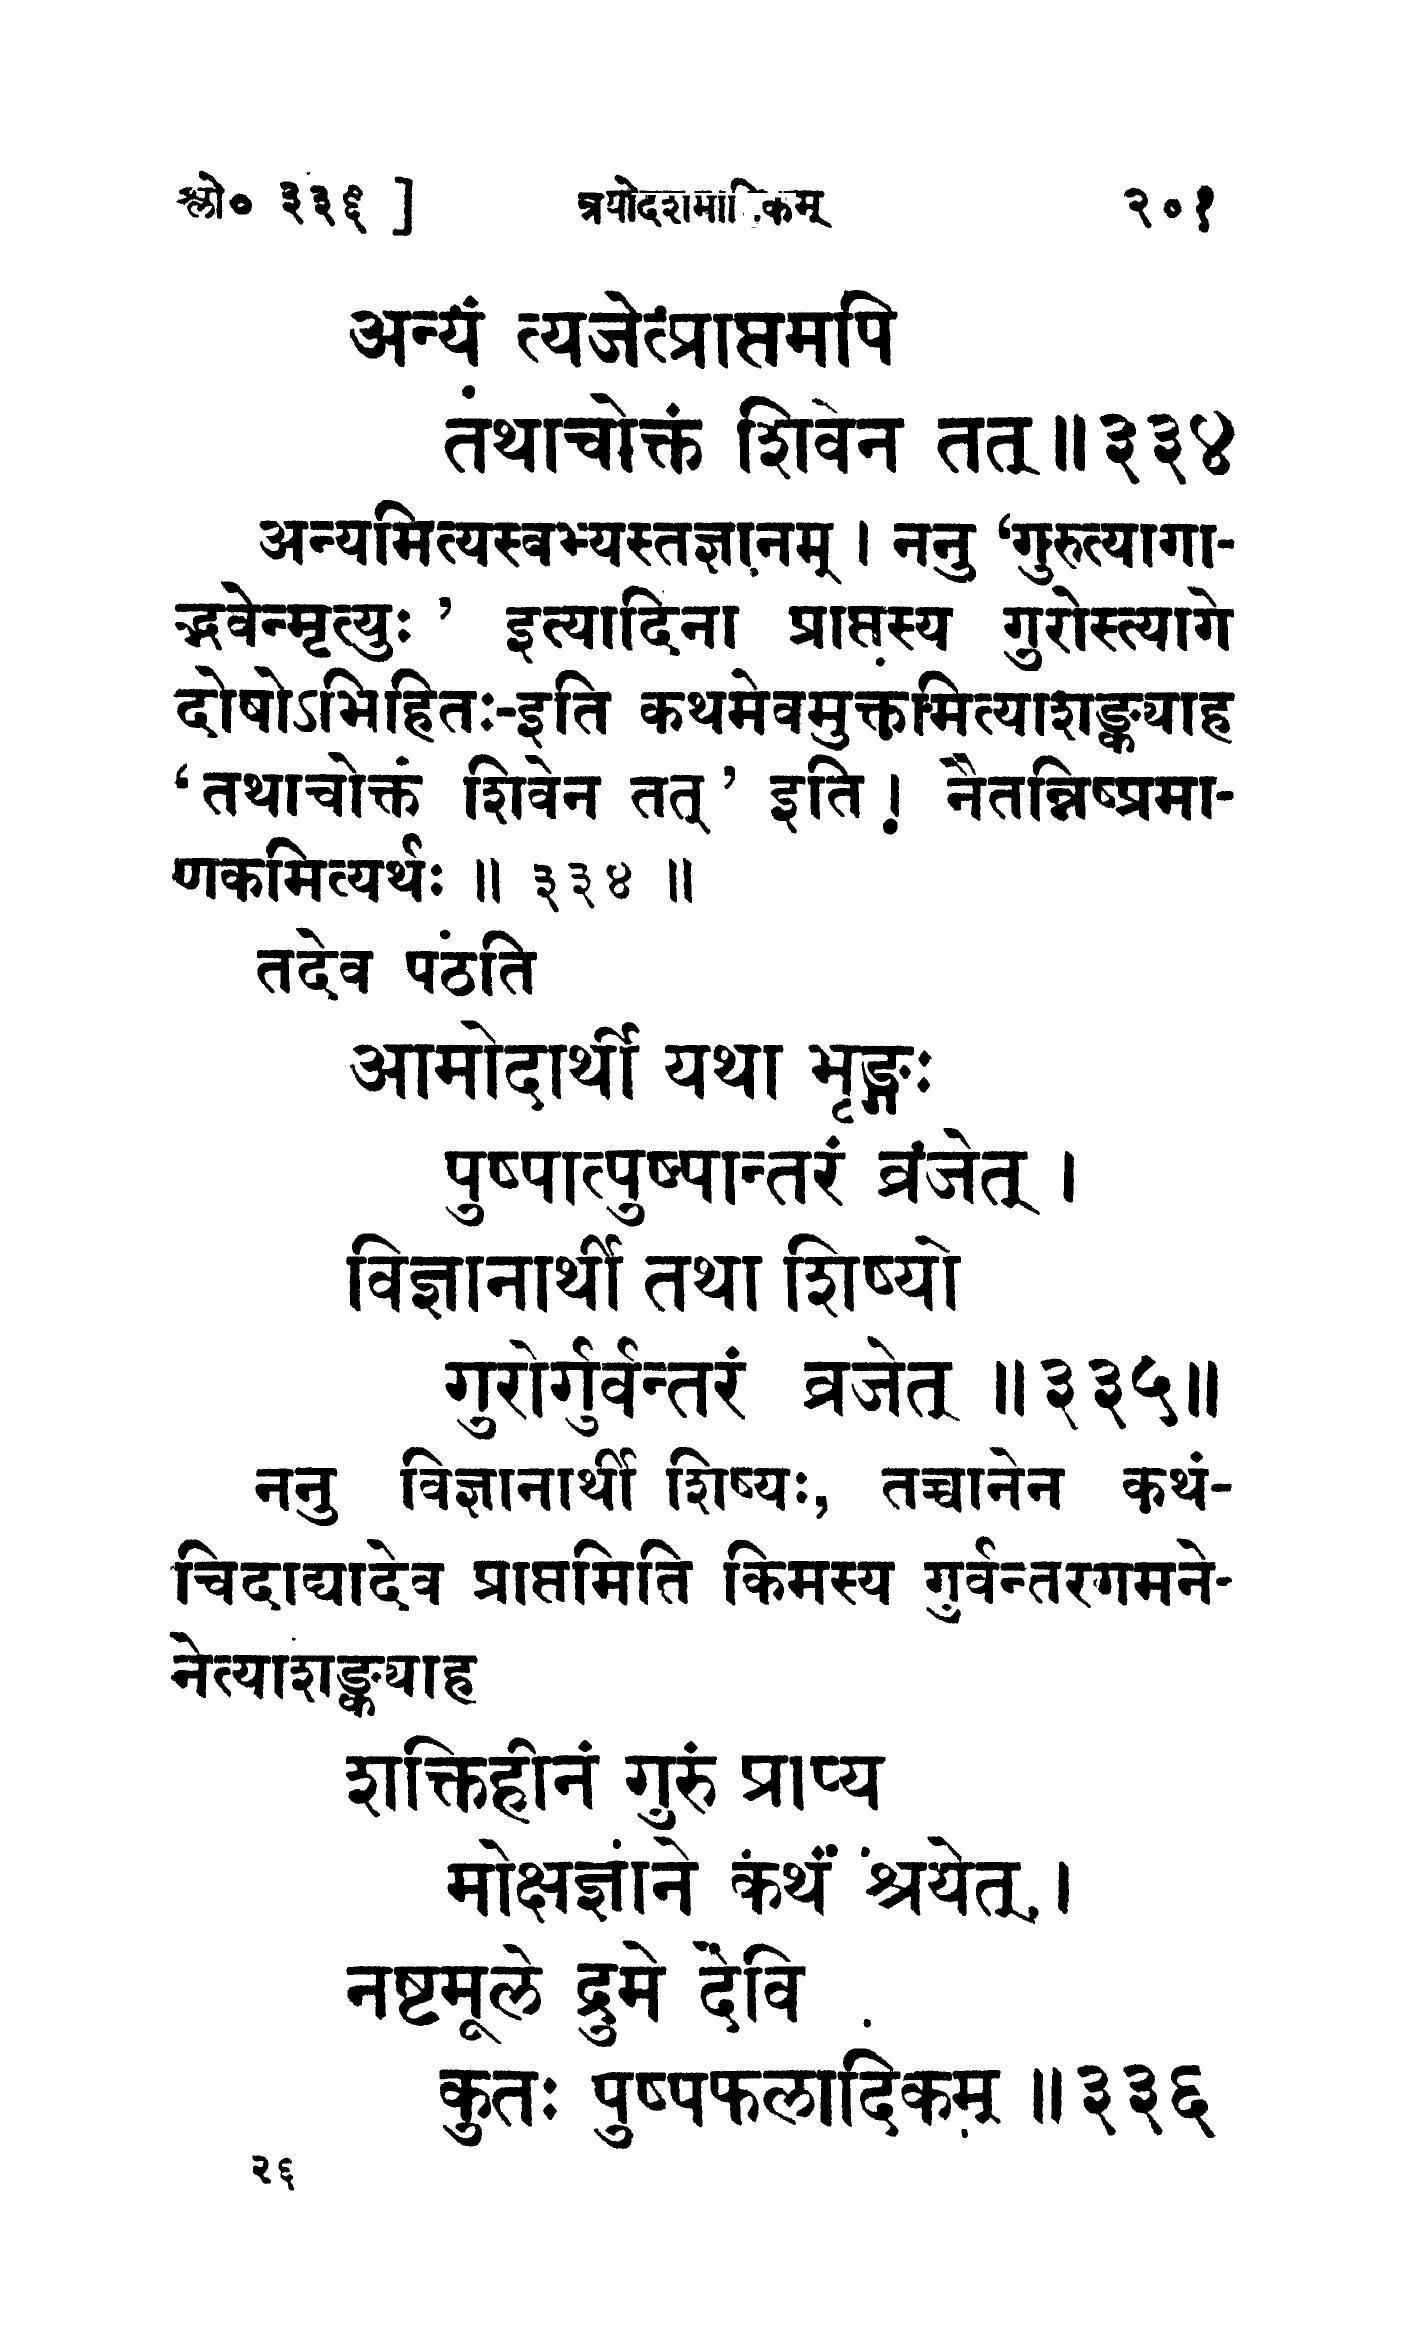 श्लो० ३३६ ] त्रयोदशमाह्निकम् २०१
अन्यं त्यजेत्प्राप्तमपि
तथाचोक्तं शिवेन तत् ॥ ३३४
अन्यमित्यस्वभ्यस्तज्ञानम् । ननु ‘गुरुत्यागा-
द्भवेन्मृत्युः ’ इत्यादिना प्राप्तस्य गुरोस्त्यागे
दोषोऽभिहितः-इति कथमेवमुक्तमित्याशङ्क्याह
‘तथाचोक्तं शिवेन तत् ’ इति । नैतन्निष्प्रमा-
णकमित्यर्थः ॥ ३३४ ॥
तदेव पठति
आमोदार्थी यथा भृङ्गः
पुष्पात्पुष्पान्तरं व्रजेत् ।
विज्ञानार्थी तथा शिष्यो
गुरोर्गुर्वन्तरं व्रजेत् ॥ ३३५॥
ननु विज्ञानार्थी शिष्यः, तच्चानेन कथं-
चिदाद्यादेव प्राप्तमिति किमस्य गुर्वन्तरगमने-
नेत्याशङ्क्याह
शक्तिहीनं गुरुं प्राप्य
मोक्षज्ञाने कथं श्रयेत् ।
नष्टमूले द्रुमे देवि
कुतः पुष्पफलादिकम् ॥ ३३६
२६